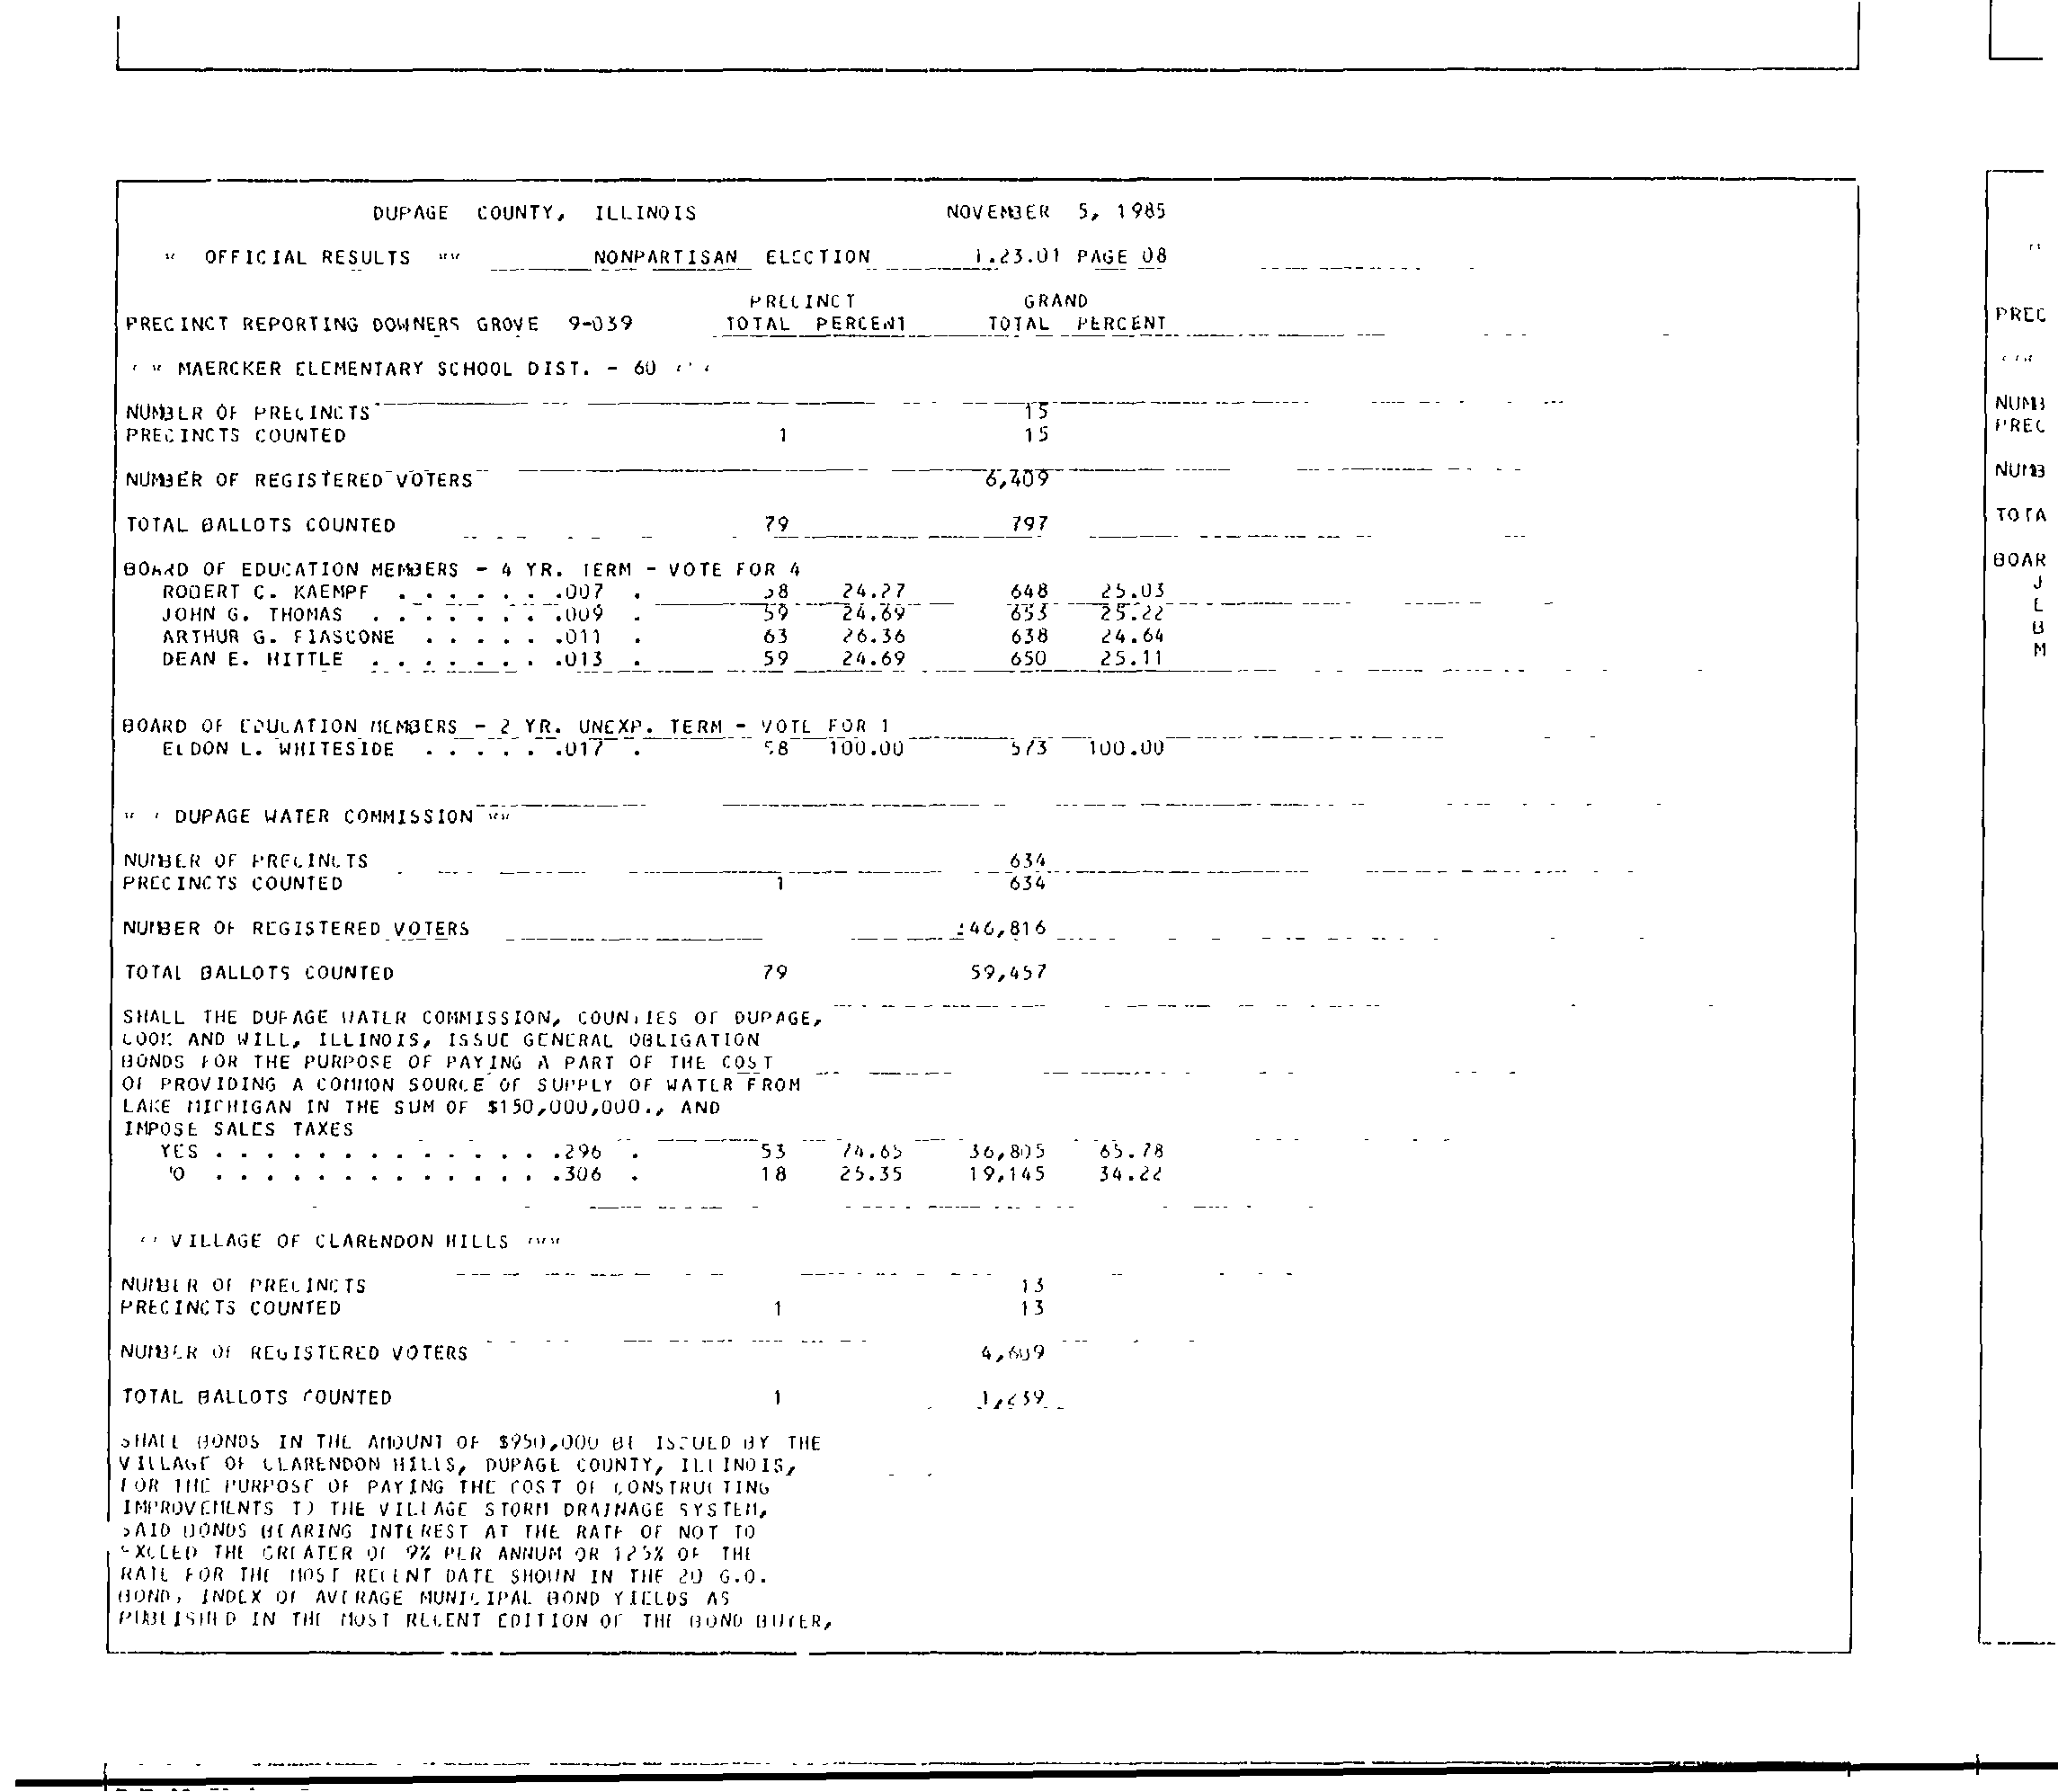 DUPAGE COUNTY, ILLINOIS NOVEMBER 5, 1985
OFFICIAL RESULTS NONPARTISAN ELECTION 1.23.01 PAGE 08
PRECINCT GRAND
PRECINCT REPORTING DOWNERS GROVE 9-039 TOTAL PERCENT TOTAL PERCENT
MAERCKER ELEMENTARY SCHOOL DIST. - 60
NUMBER OF PRECINCTS 15
PRECINCTS COUNTED 1 15
NUMBER OF REGISTERED VOTERS 6,409
TOTAL BALLOTS COUNTED 79 797
BOARD OF EDUCATION MEMBERS - 4 YR. TERM - VOTE FOR 4
ROBERT C. KAEMPF . . . . . . .007 . 58 24.27 648 25.03
JOHN G. THOMAS . . . . . . . .009 . 59 24.69 653 25.22
ARTHUR G. FIASCONE . . . . . .011 . 63 26.36 638 24.64
DEAN E. HITTLE . . . . . . . .013 . 59 24.69 650 25.11
BOARD OF EDUCATION MEMBERS - 2 YR. UNEXP. TERM - VOTE FOR 1
ELDON L. WHITESIDE . . . . . .017 . 58 100.00 573 100.00
DUPAGE WATER COMMISSION
NUMBER OF PRECINCTS 634
PRECINCTS COUNTED 1 634
NUMBER OF REGISTERED VOTERS
TOTAL BALLOTS COUNTED 79 59,457
SHALL THE DUPAGE WATER COMMISSION, COUNTIES OF DUPAGE,
COOK AND WILL, ILLINOIS, ISSUE GENERAL OBLIGATION
BONDS FOR THE PURPOSE OF PAYING A PART OF THE COST
OF PROVIDING A COMMON SOURCE OF SUPPLY OF WATER FROM
LAKE MICHIGAN IN THE SUM OF $150,000,000., AND
IMPOSE SALES TAXES
YES . . . . . . . . . . . . . .296 . 53 74.65 36,805 65.78
NO . . . . . . . . . . . . . .306 . 18 25.35 19,145 34.22
VILLAGE OF CLARENDON HILLS
NUMBER OF PRECINCTS 13
PRECINCTS COUNTED 1 13
NUMBER OF REGISTERED VOTERS 4,609
TOTAL BALLOTS COUNTED 1 1,239
SHALL BONDS IN THE AMOUNT OF $950,000 BE ISSUED BY THE
VILLAGE OF CLARENDON HILLS, DUPAGE COUNTY, ILLINOIS,
FOR THE PURPOSE OF PAYING THE COST OF CONSTRUCTING
IMPROVEMENTS TO THE VILLAGE STORM DRAINAGE SYSTEM,
SAID BONDS BEARING INTEREST AT THE RATE OF NOT TO
EXCEED THE GREATER OF 9% PER ANNUM OR 125% OF THE
RATE FOR THE MOST RECENT DATE SHOWN IN THE 20 G.O.
BONDS INDEX OF AVERAGE MUNICIPAL BOND YIELDS AS
PUBLISHED IN THE MOST RECENT EDITION OF THE BOND BUYER,
PREC
NUMB
PREC
NUMB
TOTA
BOAR
J
L
B
M